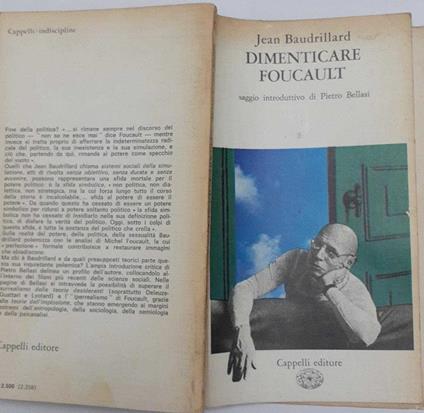 Cappelli-indiscipline
Fine della politica? « ...si rimane sempre nel discorso del
politico — “ non se ne esce mai ” dice Foucault — mentre
invece si tratta proprio di afferrare la indeterminatezza radi-
cale del politico, la sua inesistenza e la sua simulazione, e
ciò che, partendo da qui, rimanda al potere come specchio
del vuoto ».
Quelli che Jean Baudrillard chiama sistemi sociali della simu-
lazione, atti di rivolta senza obiettivo, senza durata e senza
avvenire, possono rappresentare una sfida mortale per il
potere politico: è la sfida simbolica, « non politica, non dia-
lettica, non strategica, ma la cui forza lungo tutto il corso
della storia è incalcolabile,... sfida al potere di essere il
potere ». Da quando questo ha cessato di essere un potere
simbolico per ridursi a potere soltanto politico « la sfida sim-
bolica non ha cessato di insidiarlo nella sua definizione poli-
tica, di disfare la verità del politico. Oggi, sotto i colpi di
questa sfida, è tutta la sostanza del politico che crolla ».
Sulle realtà del potere, della politica, della sessualità Bau-
drillard polemizza con le analisi di Michel Foucault, la cui
« perfezione » formale contribuisce a restaurare immagini
che sbiadiscono.
Ma chi è Baudrillard e da quali presupposti teorici parte que-
sta sua inquietante polemica? L'ampia introduzione critica di
Pietro Bellasi delinea un profilo dell'autore, collocandolo al-
l'interno dei filoni più recenti delle scienze sociali. Nelle
pagine di Bellasi si intravvede la possibilità di superare il
surrealismo delle teorie desideranti (soprattutto Deleuze-
Guattari e Lyotard) e l'“iperrealismo” di Foucault, grazie
alle teorie dell'implosione, che stanno emergendo ai margini
estremi dell'antropologia, della sociologia, della semiologia
e della psicanalisi.
Cappelli editore
2.500 (2.358)
Jean Baudrillard
DIMENTICARE
FOUCAULT
saggio introduttivo di Pietro Bellasi
Cappelli editore